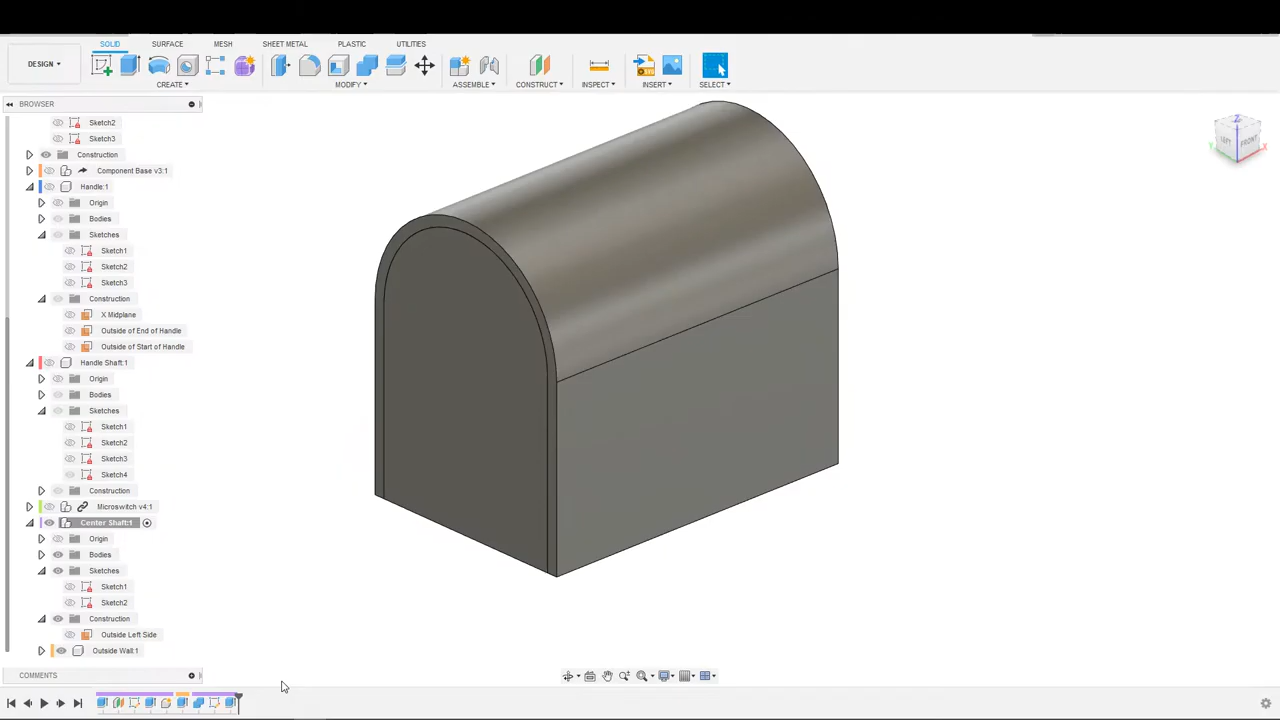 SOLID SURFACE MESH SHEET METAL PLASTIC UTILITIES
DESIGN
CREATE MODIFY ASSEMBLE CONSTRUCT INSPECT INSERT SELECT
BROWSER
Sketch2
Sketch3
Construction
Component Base v3:1
Handle:1
Origin
Bodies
Sketches
Sketch1
Sketch2
Sketch3
Construction
X Midplane
Outside of End of Handle
Outside of Start of Handle
Handle Shaft:1
Origin
Bodies
Sketches
Sketch1
Sketch2
Sketch3
Sketch4
Construction
Microswitch v4:1
Center Shaft:1
Origin
Bodies
Sketches
Sketch1
Sketch2
Construction
Outside Left Side
Outside Wall:1
COMMENTS
Z
LEFT FRONT
Y X